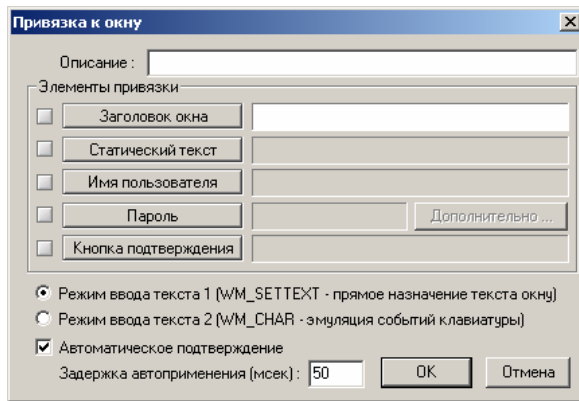 Привязка к окну
Описание :
Элементы привязки
Заголовок окна
Статический текст
Имя пользователя
Пароль
Дополнительно ...
Кнопка подтверждения
Режим ввода текста 1 (WM_SETTEXT - прямое назначение текста окну)
Режим ввода текста 2 (WM_CHAR - эмуляция событий клавиатуры)
Автоматическое подтверждение
Задержка автоприменения (мсек) : 50 OK Отмена